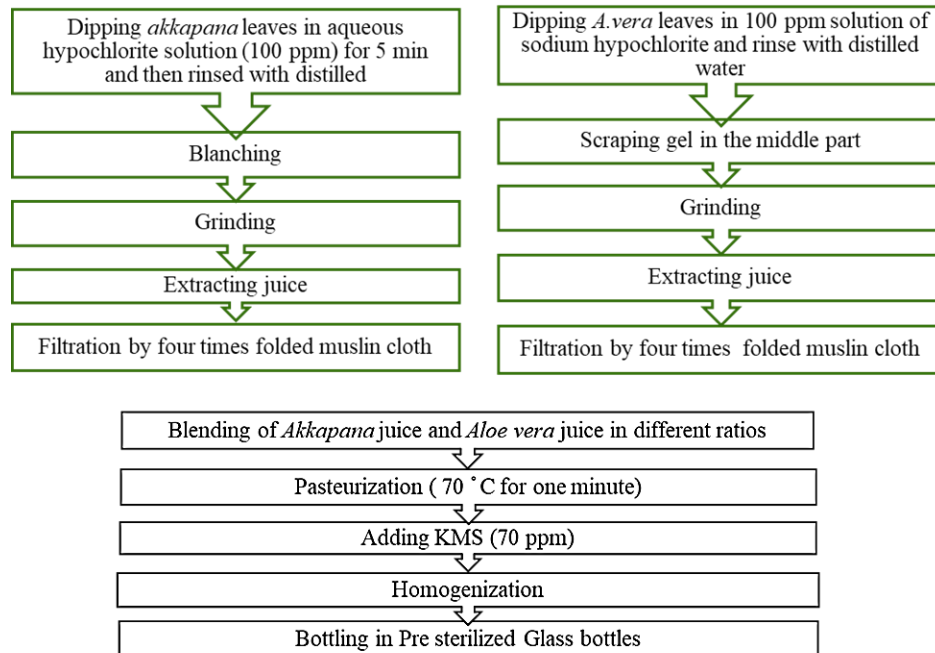 Dipping akkapana leaves in aqueous
hypochlorite solution (100 ppm) for 5 min
and then rinsed with distilled
Blanching
Grinding
Extracting juice
Filtration by four times folded muslin cloth
Dipping A.vera leaves in 100 ppm solution of
sodium hypochlorite and rinse with distilled
water
Scraping gel in the middle part
Grinding
Extracting juice
Filtration by four times folded muslin cloth
Blending of Akkapana juice and Aloe vera juice in different ratios
Pasteurization ( 70 ˚C for one minute)
Adding KMS (70 ppm)
Homogenization
Bottling in Pre sterilized Glass bottles